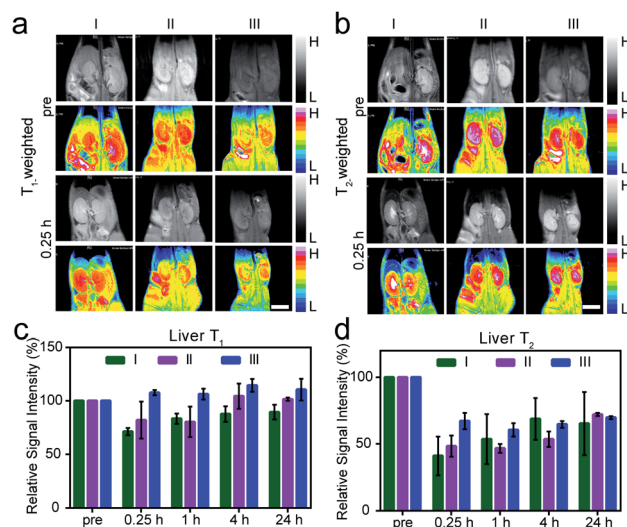 a
I II III
T1-weighted
pre
0.25 h
H
L
H
L
H
L
H
L
b
I II III
T2-
pre
0.25 h
H
L
H
L
H
L
H
L
c
Liver T1
Relative Signal Intensity (%)
I II III
150
100
50
0
pre 0.25 h 1 h 4 h 24 h
d
Liver T2
Relative Signal Intensity (%)
I II III
100
50
0
pre 0.25 h 1 h 4 h 24 h